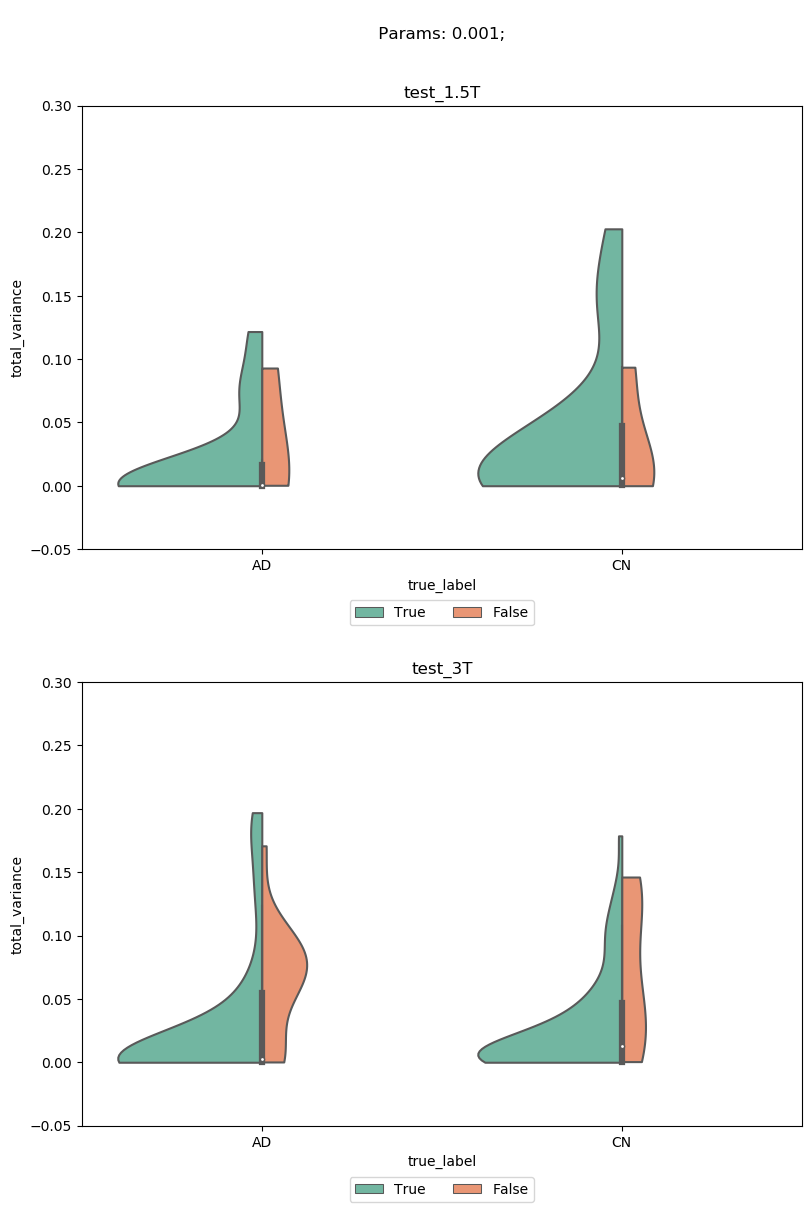 Params: 0.001;
test_1.5T
0.30
0.25
0.20
0.15
0.10
0.05
0.00
−0.05
total_variance
AD CN
true_label
True False
test_3T
0.30
0.25
0.20
0.15
0.10
0.05
0.00
−0.05
total_variance
AD CN
true_label
True False